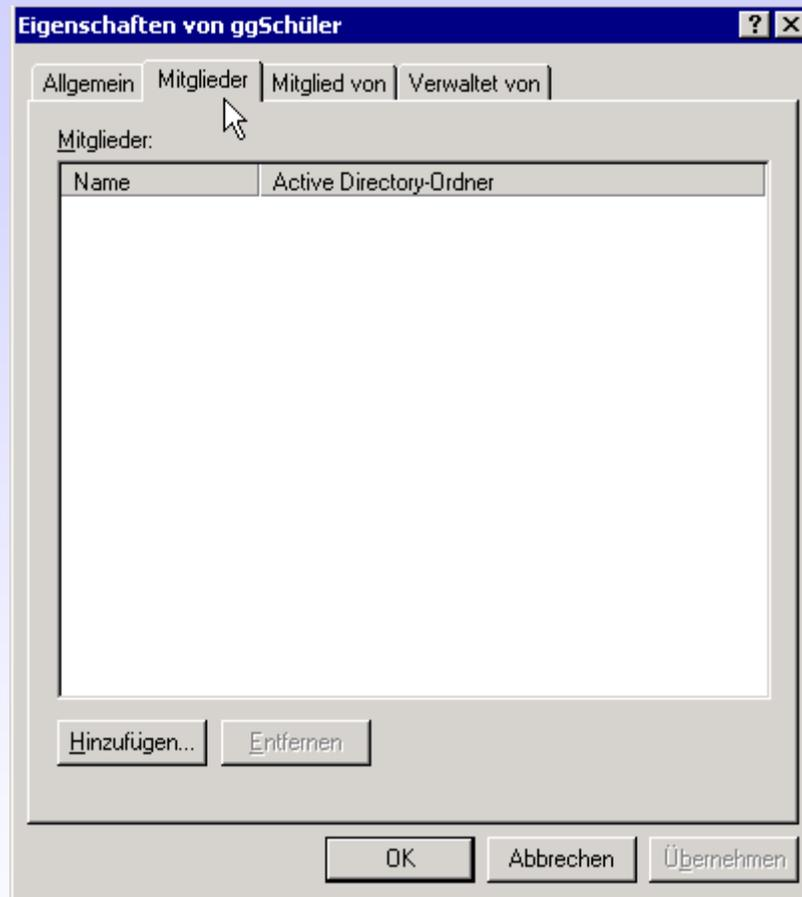 Eigenschaften von ggSchüler
Allgemein Mitglieder Mitglied von Verwaltet von
Mitglieder:
Name Active Directory-Ordner
Hinzufügen... Entfernen
OK Abbrechen Übernehmen